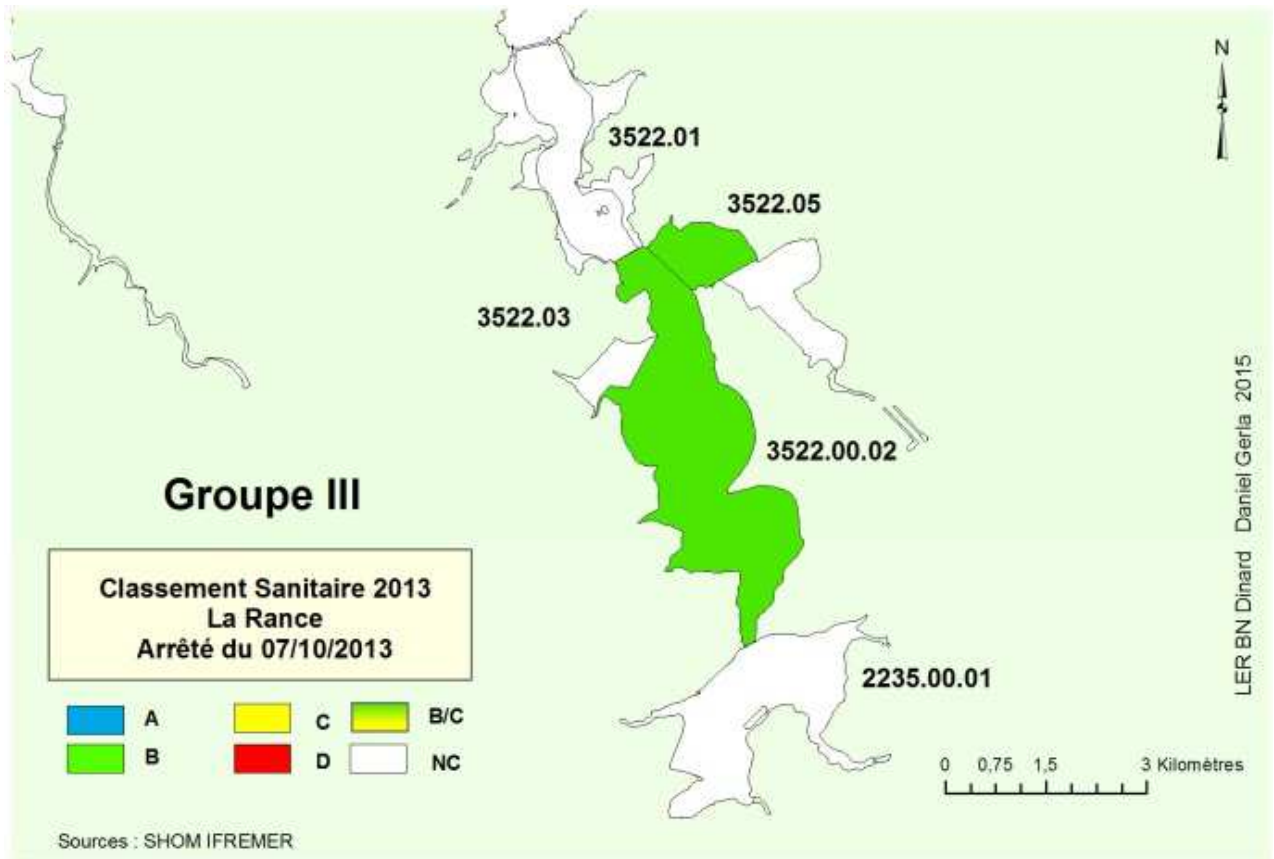 N
3522.01
3522.05
3522.03
3522.00.02
Groupe III
Classement Sanitaire 2013
La Rance
Arrêté du 07/10/2013
2235.00.01
A
C
B/C
B
D
NC
0 0,75 1,5 3 Kilomètres
Sources : SHOM IFREMER
LER BN Dinard Daniel Gerla 2015